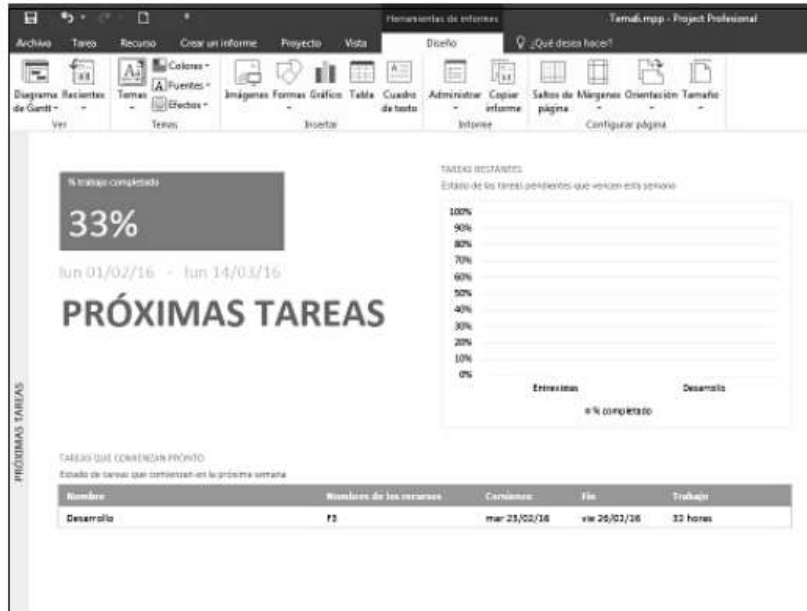 Herramientas de informes
Tema6.mpp - Project Profesional
Archivo Tarea Recurso Crear un informe Proyecto Vista Diseño ¿Qué desea hacer?
Diagrama de Gantt Recientes Temas Colores Fuentes Efectos Imágenes Formas Gráfico Tabla Cuadro de texto Administrar Copiar informe Saltos de página Márgenes Orientación Tamaño
Ver Temas Insertar Informe Configurar página
% trabajo completado
33%
lun 01/02/16 - lun 14/03/16
PRÓXIMAS TAREAS
TAREAS RESTANTES
Estado de las tareas pendientes que vencen esta semana
100%
90%
80%
70%
60%
50%
40%
30%
20%
10%
0%
Entrevistas Desarrollo
% completado
PRÓXIMAS TAREAS
TAREAS QUE COMIENZAN PRONTO
Estado de tareas que comienzan en la próxima semana
Nombre Nombres de los recursos Comienzo Fin Trabajo
Desarrollo mar 23/02/16 vie 26/02/16 32 horas